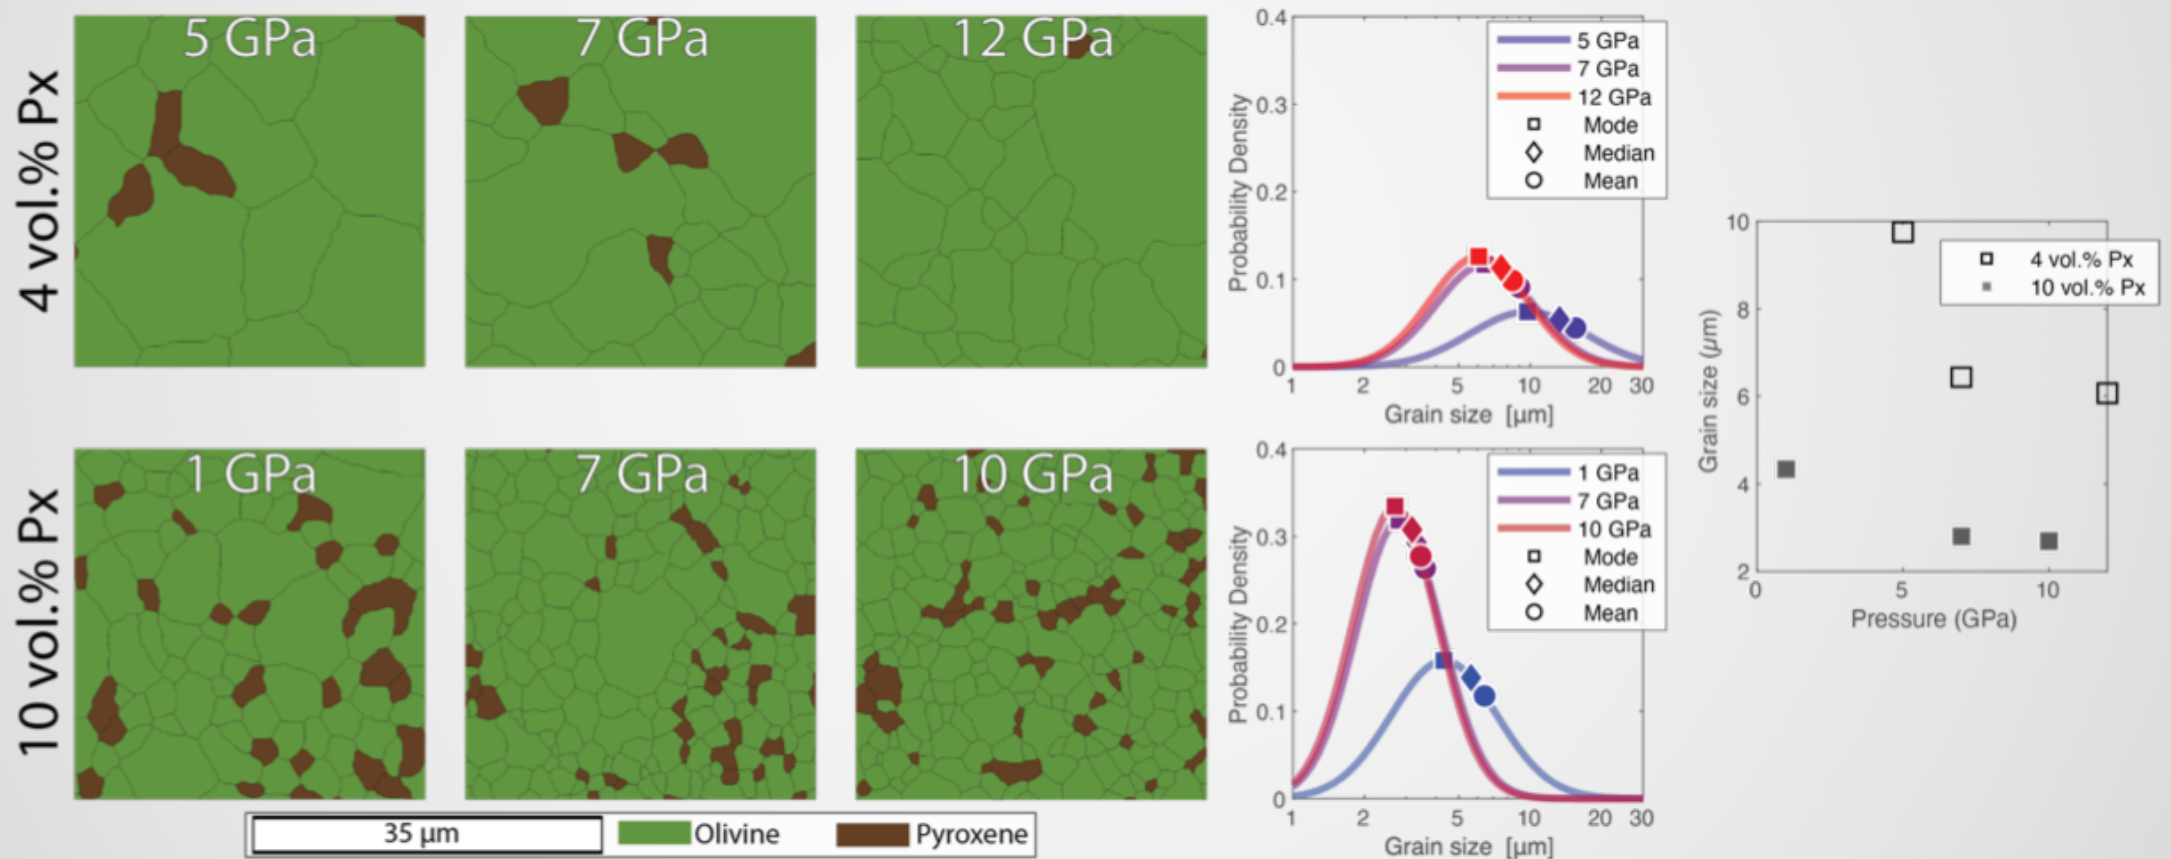 4 vol.% Px
5 GPa
7 GPa
12 GPa
10 vol.% Px
1 GPa
7 GPa
10 GPa
35 µm
Olivine
Pyroxene
Probability Density
0.4
0.3
0.2
0.1
0
1 2 5 10 20 30
Grain size [µm]
5 GPa
7 GPa
12 GPa
Mode
Median
Mean
Probability Density
0.4
0.3
0.2
0.1
0
1 2 5 10 20 30
Grain size [µm]
1 GPa
7 GPa
10 GPa
Mode
Median
Mean
Grain size (µm)
10
8
6
4
2
0 5 10
Pressure (GPa)
4 vol.% Px
10 vol.% Px